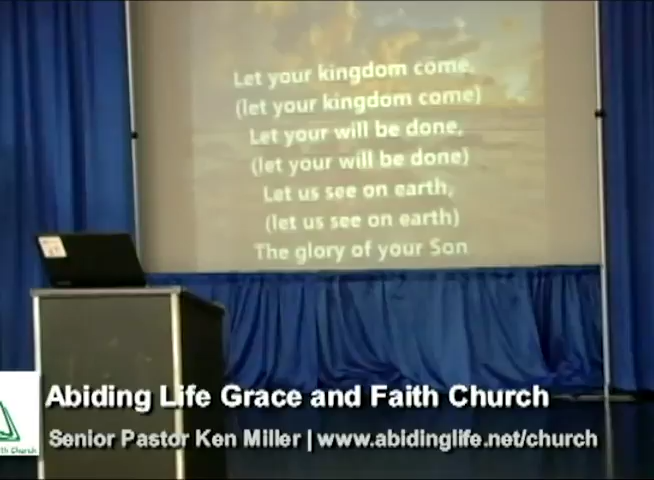 Let your kingdom come,
(let your kingdom come)
Let your will be done,
(let your will be done)
Let us see on earth,
(let us see on earth)
The glory of your Son
Abiding Life Grace and Faith Church
Senior Pastor Ken Miller | www.abidinglife.net/church
th Church